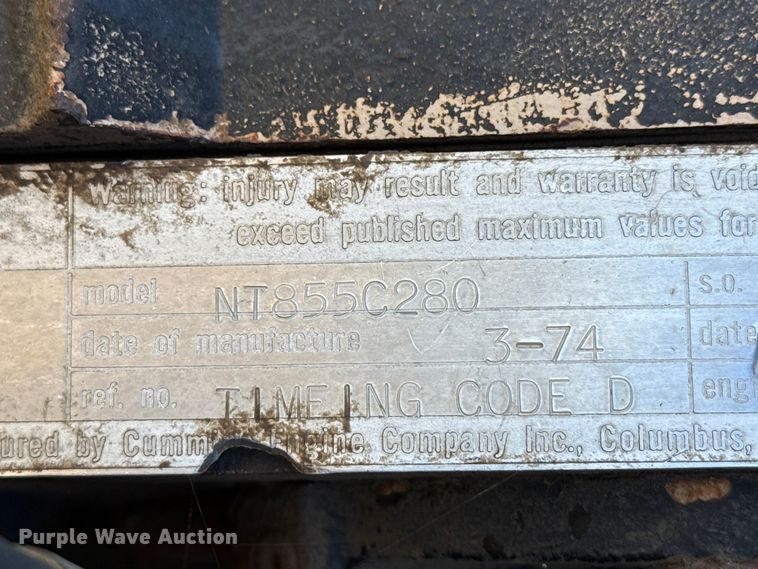 Warning: injury may result and warranty is void
exceed published maximum values for
model NT855C280 s.o.
date of manufacture 3-74 date
ref. no. TIMEING CODE D engi
ured by Cumm Engine Company Inc., Columbus,
Purple Wave Auction